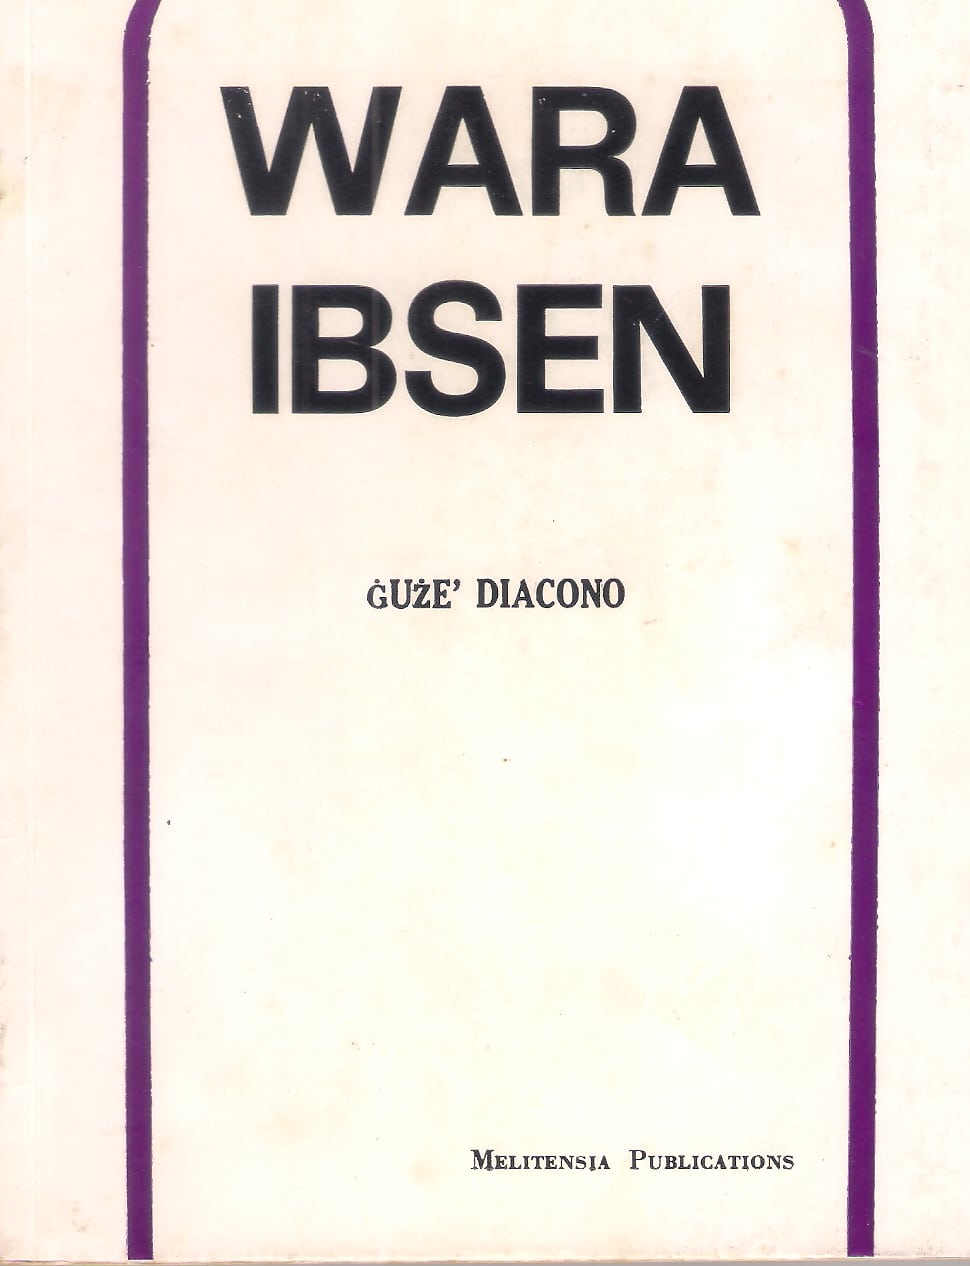 WARA
IBSEN
ĠUŻE' DIACONO
MELITENSIA PUBLICATIONS